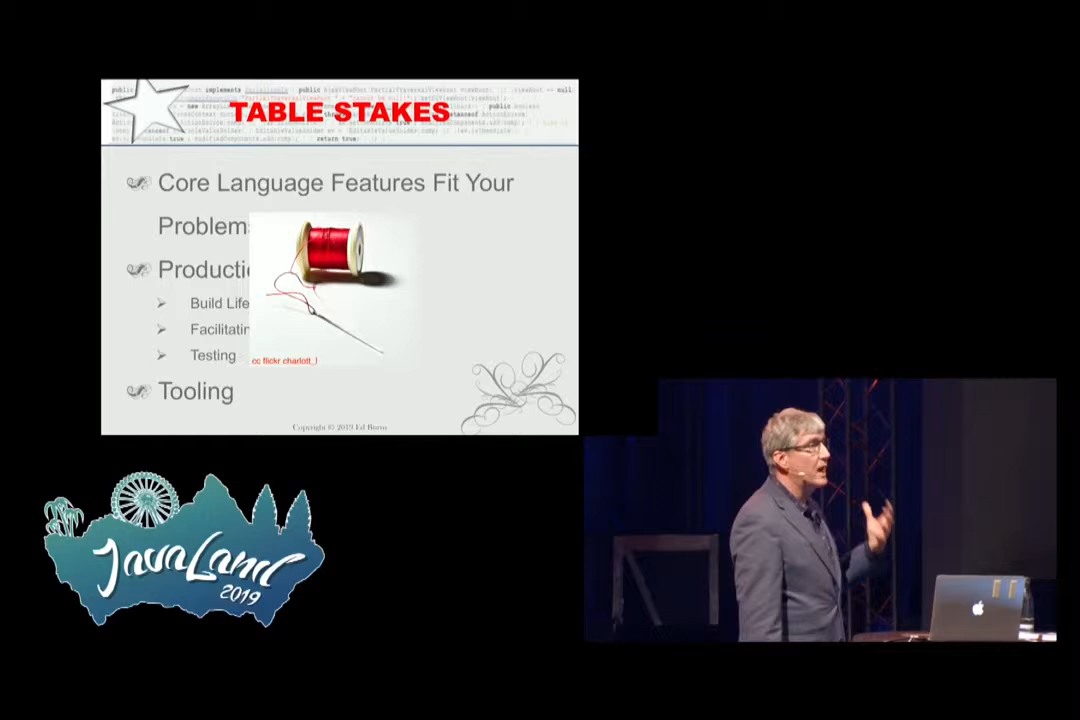 TABLE STAKES
Core Language Features Fit Your
Problem
Producti
Build Life
Facilitatin
Testing
Tooling
cc flickr charlott_l
Copyright © 2019 Ed Burns
JavaLand
2019